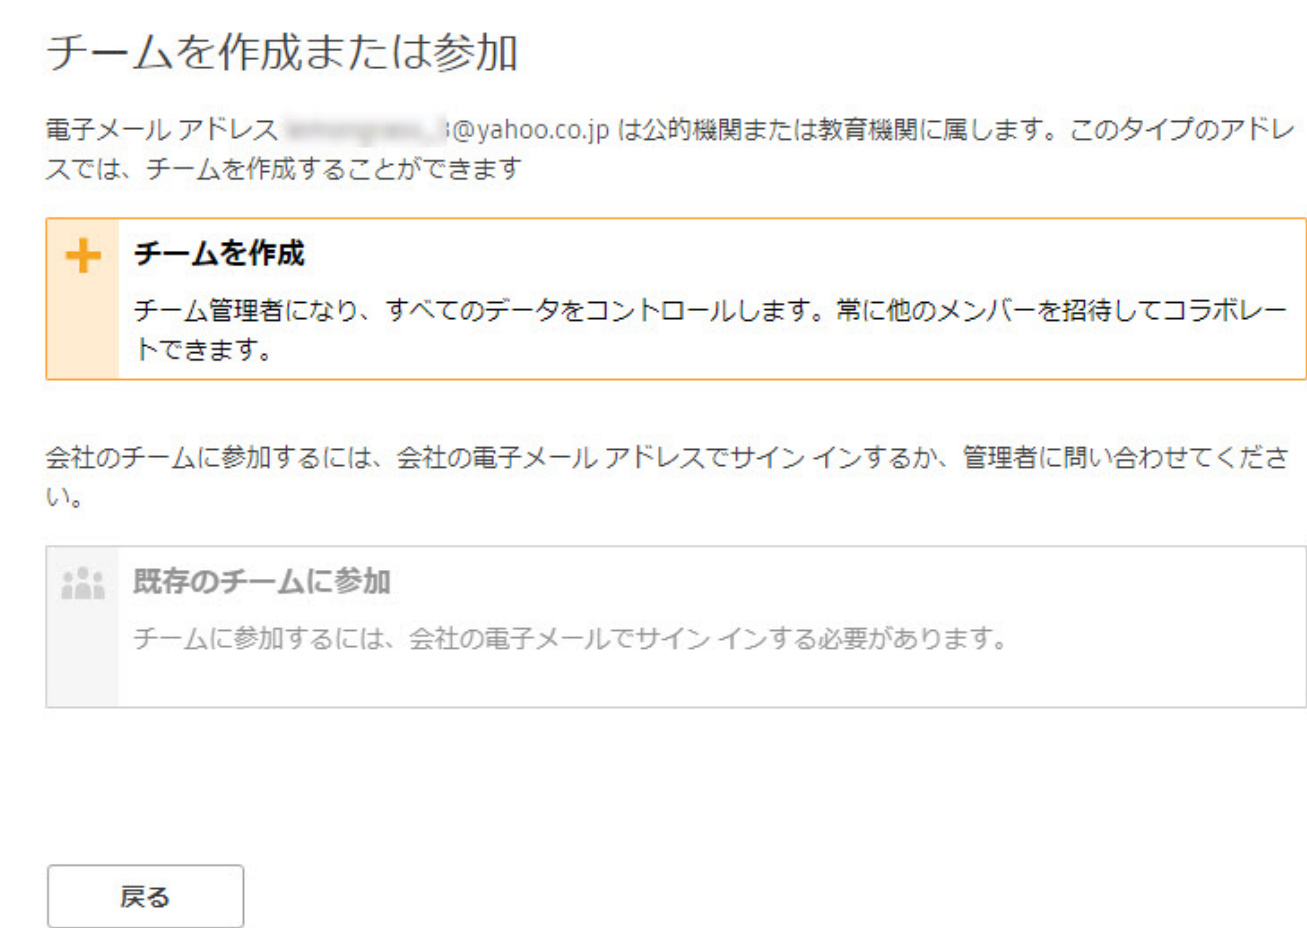 チームを作成または参加
電子メール アドレス @yahoo.co.jp は公的機関または教育機関に属します。このタイプのアドレ
スでは、チームを作成することができます
チームを作成
チーム管理者になり、すべてのデータをコントロールします。常に他のメンバーを招待してコラボレー
トできます。
会社のチームに参加するには、会社の電子メール アドレスでサイン インするか、管理者に問い合わせてくださ
い。
既存のチームに参加
チームに参加するには、会社の電子メールでサイン インする必要があります。
戻る